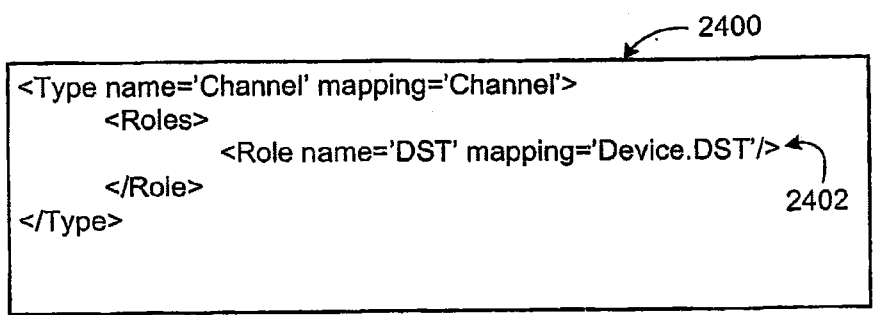 2400
<Type name='Channel' mapping='Channel'>
<Roles>
<Role name='DST' mapping='Device.DST'/>
</Role>
2402
</Type>